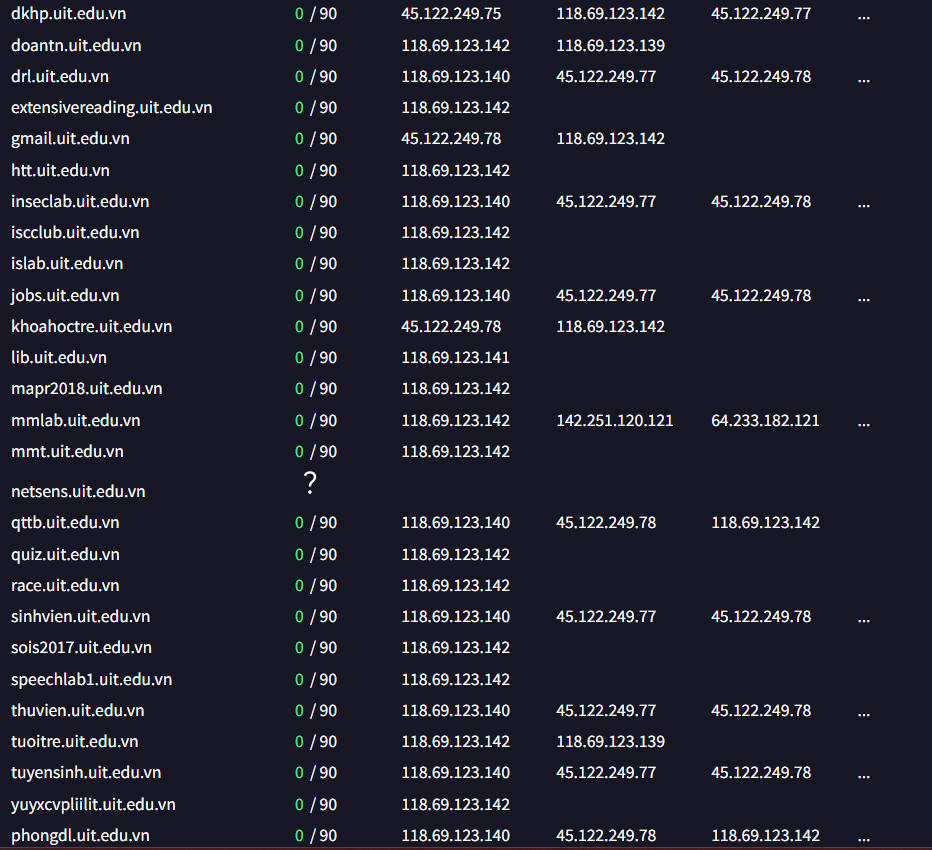 dkhp.uit.edu.vn 0 / 90 45.122.249.75 118.69.123.142 45.122.249.77 ...
doantn.uit.edu.vn 0 / 90 118.69.123.142 118.69.123.139
drl.uit.edu.vn 0 / 90 118.69.123.140 45.122.249.77 45.122.249.78 ...
extensivereading.uit.edu.vn 0 / 90 118.69.123.142
gmail.uit.edu.vn 0 / 90 45.122.249.78 118.69.123.142
htt.uit.edu.vn 0 / 90 118.69.123.142
inseclab.uit.edu.vn 0 / 90 118.69.123.140 45.122.249.77 45.122.249.78 ...
iscclub.uit.edu.vn 0 / 90 118.69.123.142
islab.uit.edu.vn 0 / 90 118.69.123.142
jobs.uit.edu.vn 0 / 90 118.69.123.140 45.122.249.77 45.122.249.78 ...
khoahoctre.uit.edu.vn 0 / 90 45.122.249.78 118.69.123.142
lib.uit.edu.vn 0 / 90 118.69.123.141
mapr2018.uit.edu.vn 0 / 90 118.69.123.142
mmlab.uit.edu.vn 0 / 90 118.69.123.142 142.251.120.121 64.233.182.121 ...
mmt.uit.edu.vn 0 / 90 118.69.123.142
netsens.uit.edu.vn ?
qttb.uit.edu.vn 0 / 90 118.69.123.140 45.122.249.78 118.69.123.142
quiz.uit.edu.vn 0 / 90 118.69.123.142
race.uit.edu.vn 0 / 90 118.69.123.142
sinhvien.uit.edu.vn 0 / 90 118.69.123.140 45.122.249.77 45.122.249.78 ...
sois2017.uit.edu.vn 0 / 90 118.69.123.142
speechlab1.uit.edu.vn 0 / 90 118.69.123.142
thuvien.uit.edu.vn 0 / 90 118.69.123.140 45.122.249.77 45.122.249.78 ...
tuoitre.uit.edu.vn 0 / 90 118.69.123.142 118.69.123.139
tuyensinh.uit.edu.vn 0 / 90 118.69.123.140 45.122.249.77 45.122.249.78 ...
yuyxcvpliilit.uit.edu.vn 0 / 90 118.69.123.142
phongdl.uit.edu.vn 0 / 90 118.69.123.140 45.122.249.78 118.69.123.142 ...